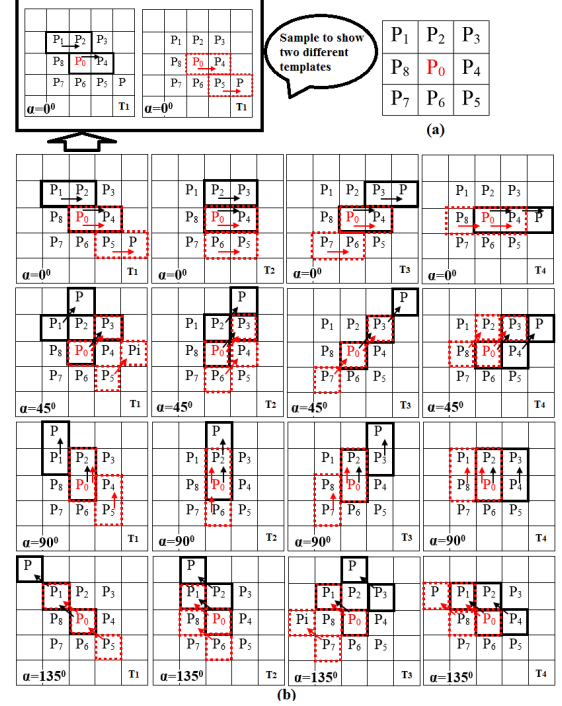 P1 P2 P3
P8 P0 P4
P7 P6 P5 P
α=0⁰ T1
P1 P2 P3
P8 P0 P4
P7 P6 P5 P
α=0⁰ T1
Sample to show
two different
templates
P1 P2 P3
P8 P0 P4
P7 P6 P5
(a)
P1 P2 P3
P8 P0 P4
P7 P6 P5 P
α=0⁰ T1
P1 P2 P3
P8 P0 P4
P7 P6 P5
α=0⁰ T2
P1 P2 P3 P
P8 P0 P4
P7 P6 P5
α=0⁰ T3
P1 P2 P3
P8 P0 P4 P
P7 P6 P5
α=0⁰ T4
P
P1 P2 P3
P8 P0 P4 Pi
P7 P6 P5
α=45⁰ T1
P
P1 P2 P3
P8 P0 P4
P7 P6 P5
α=45⁰ T2
P
P1 P2 P3
P8 P0 P4
P7 P6 P5
α=45⁰ T3
P1 P2 P3 P
P8 P0 P4
P7 P6 P5
α=45⁰ T4
P
P1 P2 P3
P8 P0 P4
P7 P6 P5
α=90⁰ T1
P
P1 P2 P3
P8 P0 P4
P7 P6 P5
α=90⁰ T2
P
P1 P2 P3
P8 P0 P4
P7 P6 P5
α=90⁰ T3
P1 P2 P3
P8 P0 P4
P7 P6 P5
α=90⁰ T4
P
P1 P2 P3
P8 P0 P4
P7 P6 P5
α=135⁰ T1
P
P1 P2 P3
P8 P0 P4
P7 P6 P5
α=135⁰ T2
P
P1 P2 P3
Pi P8 P0 P4
P7 P6 P5
α=135⁰ T3
P P1 P2 P3
P8 P0 P4
P7 P6 P5
α=135⁰ T4
(b)